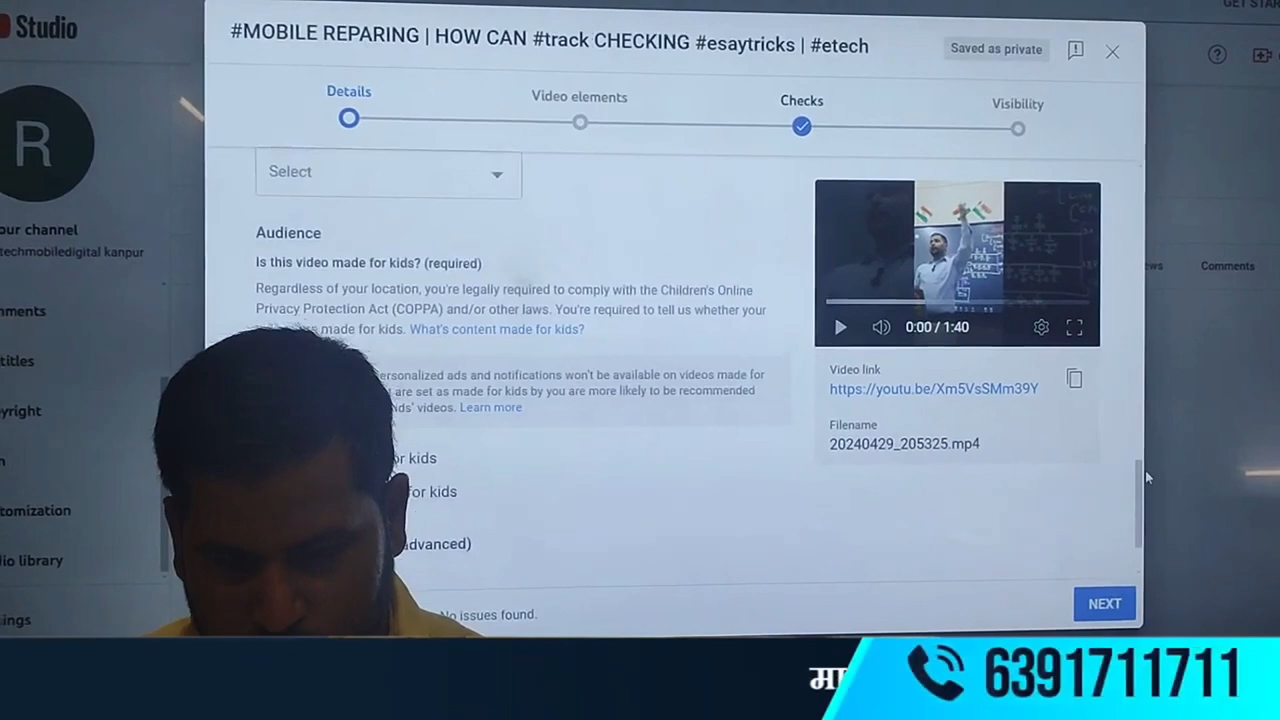 GET STAR
Studio
#MOBILE REPARING | HOW CAN #track CHECKING #esaytricks | #etech
Saved as private
Details
Video elements
Checks
Visibility
R
our channel
techmobiledigital kanpur
Select
Audience
Is this video made for kids? (required)
Regardless of your location, you're legally required to comply with the Children's Online
Privacy Protection Act (COPPA) and/or other laws. You're required to tell us whether your
made for kids. What's content made for kids?
ersonalized ads and notifications won't be available on videos made for
are set as made for kids by you are more likely to be recommended
ids' videos. Learn more
or kids
for kids
advanced)
No issues found.
0:00 / 1:40
Video link
https://youtu.be/Xm5VsSMm39Y
Filename
20240429_205325.mp4
NEXT
ews
Comments
mments
titles
yright
n
tomization
dio library
ings
6391711711